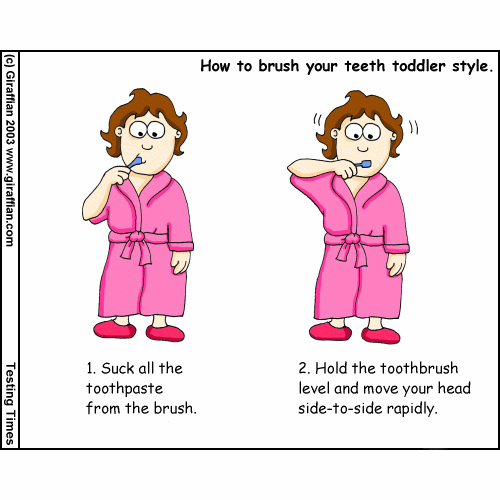 How to brush your teeth toddler style.
(c) Giraffian 2003 www.giraffian.com
1. Suck all the
toothpaste
from the brush.
2. Hold the toothbrush
level and move your head
side-to-side rapidly.
Testing Times